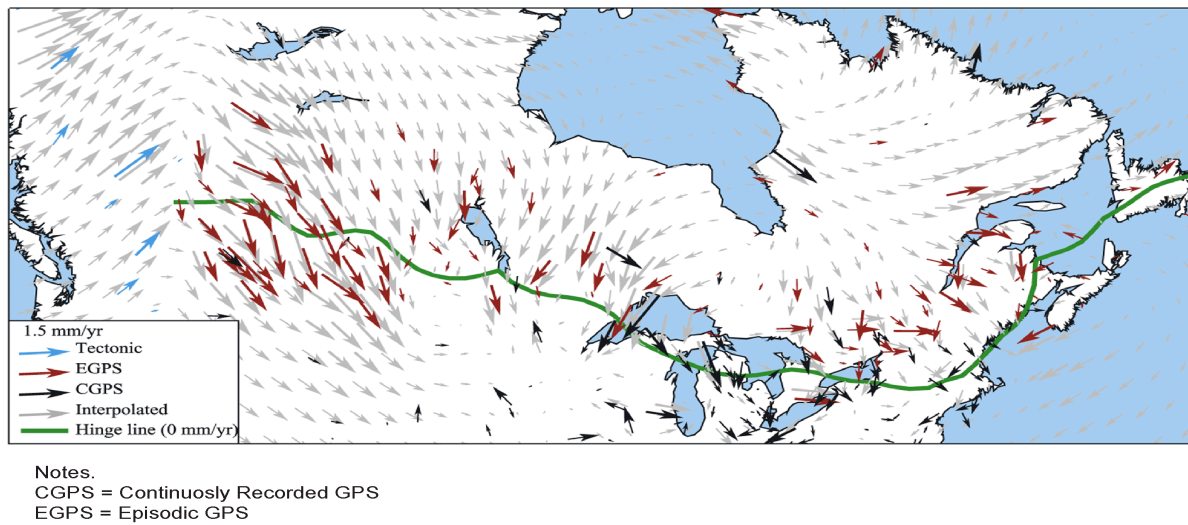 1.5 mm/yr
Tectonic
EGPS
CGPS
Interpolated
Hinge line (0 mm/yr)
Notes.
CGPS = Continuosly Recorded GPS
EGPS = Episodic GPS